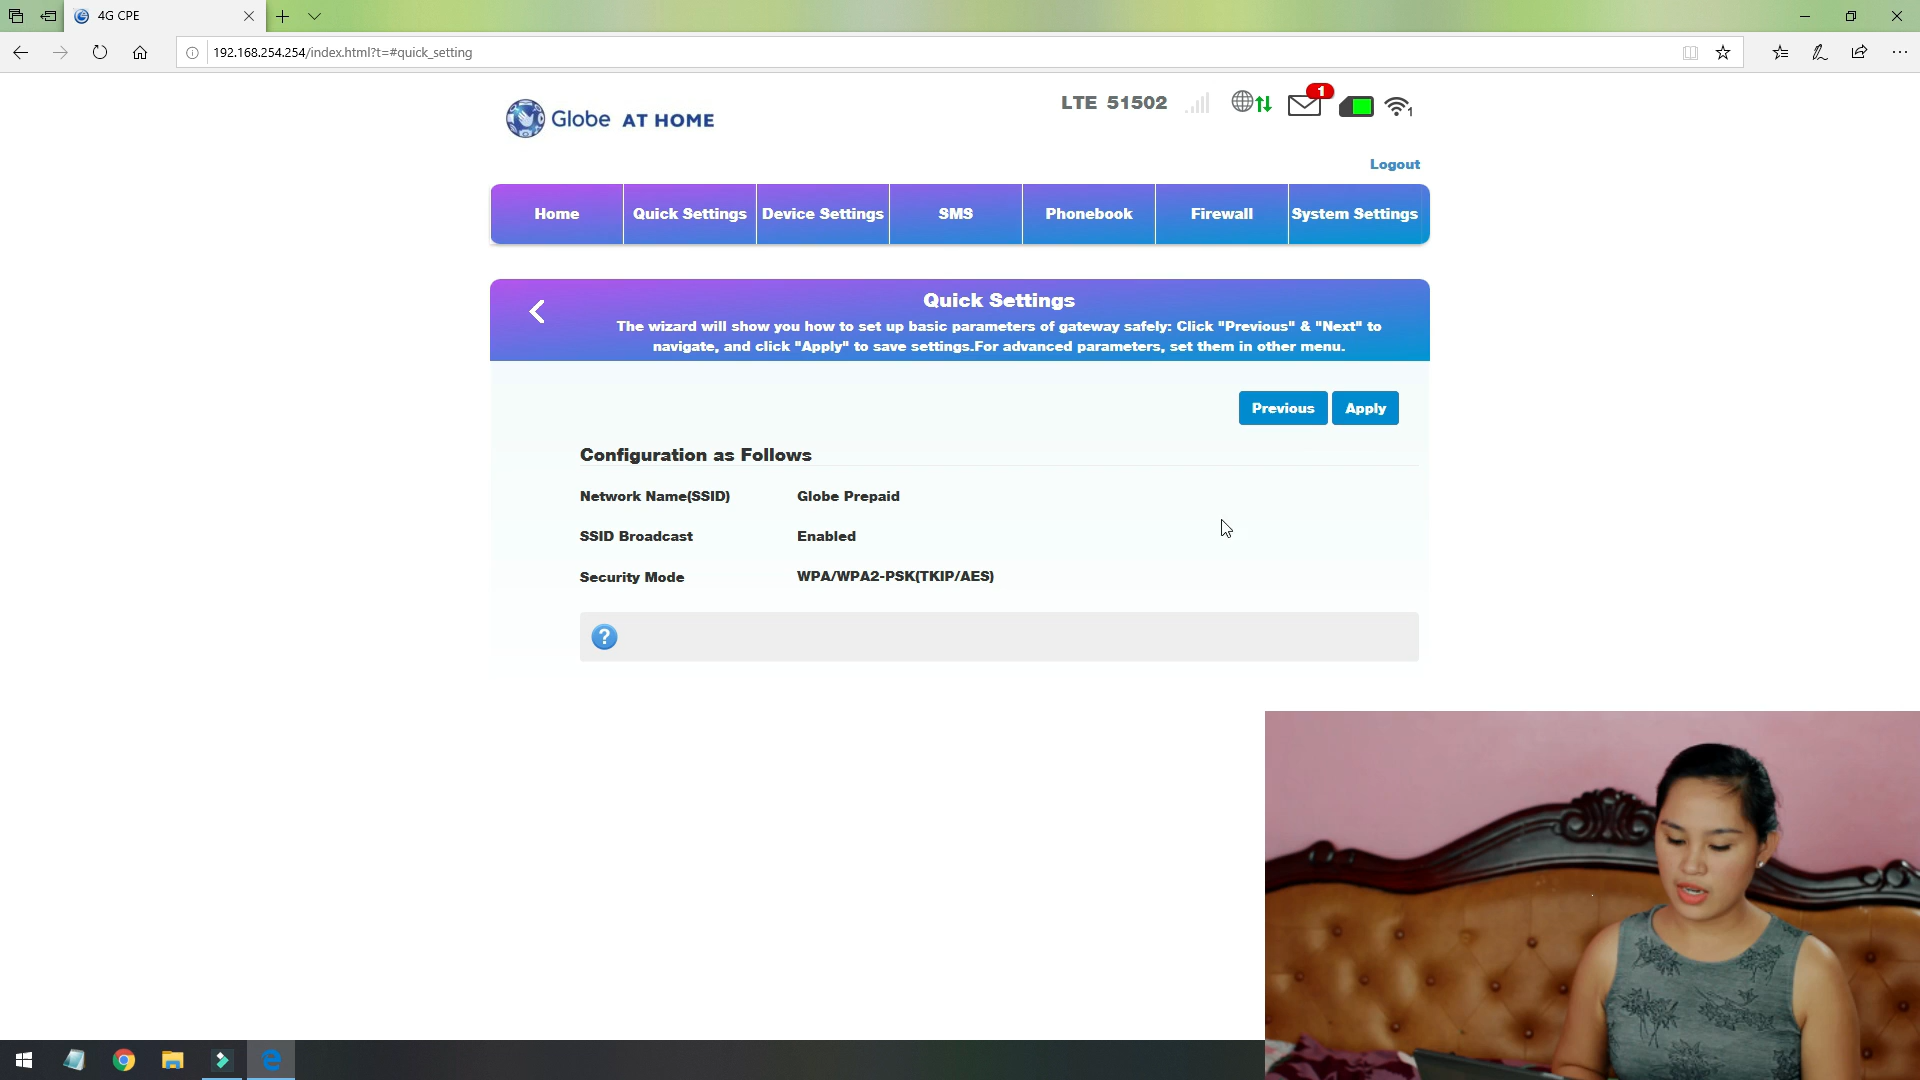 4G CPE
192.168.254.254/index.html?t=#quick_setting
Globe AT HOME
LTE 51502
1
1
Logout
Home
Quick Settings
Device Settings
SMS
Phonebook
Firewall
System Settings
Quick Settings
The wizard will show you how to set up basic parameters of gateway safely: Click "Previous" & "Next" to
navigate, and click "Apply" to save settings.For advanced parameters, set them in other menu.
Previous
Apply
Configuration as Follows
Network Name(SSID) Globe Prepaid
SSID Broadcast Enabled
Security Mode WPA/WPA2-PSK(TKIP/AES)
?